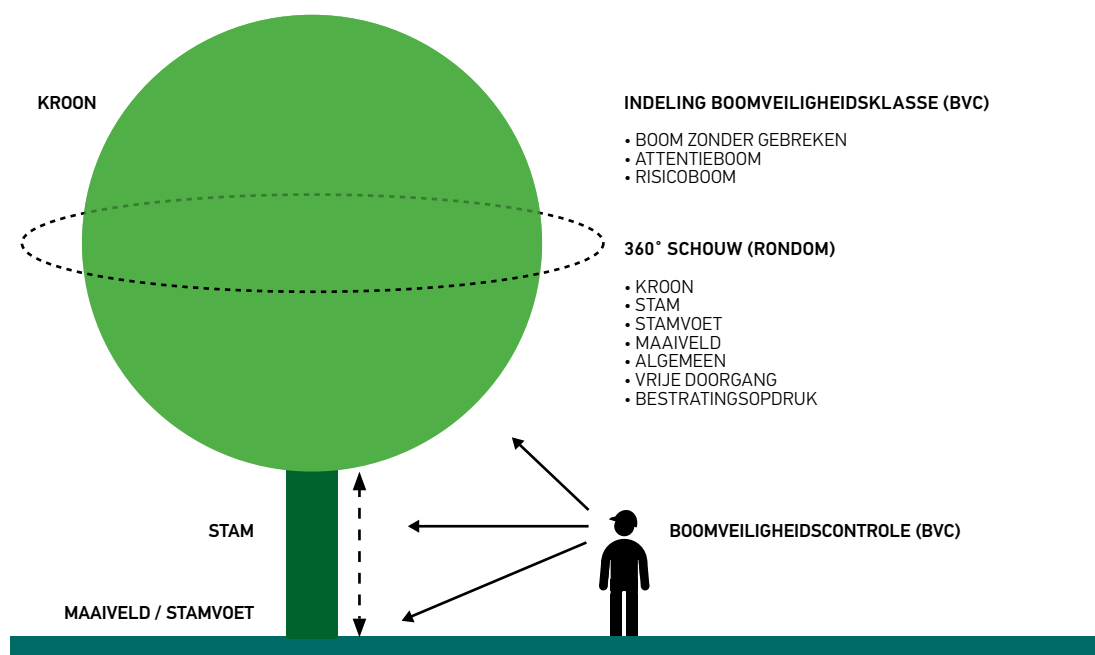 KROON
INDELING BOOMVEILIGHEIDSKLASSE (BVC)
• BOOM ZONDER GEBREKEN
• ATTENTIEBOOM
• RISICOBOOM
360° SCHOUW (RONDOM)
• KROON
• STAM
• STAMVOET
• MAAIVELD
• ALGEMEEN
• VRIJE DOORGANG
• BESTRATINGSOPDRUK
STAM
BOOMVEILIGHEIDSCONTROLE (BVC)
MAAIVELD / STAMVOET